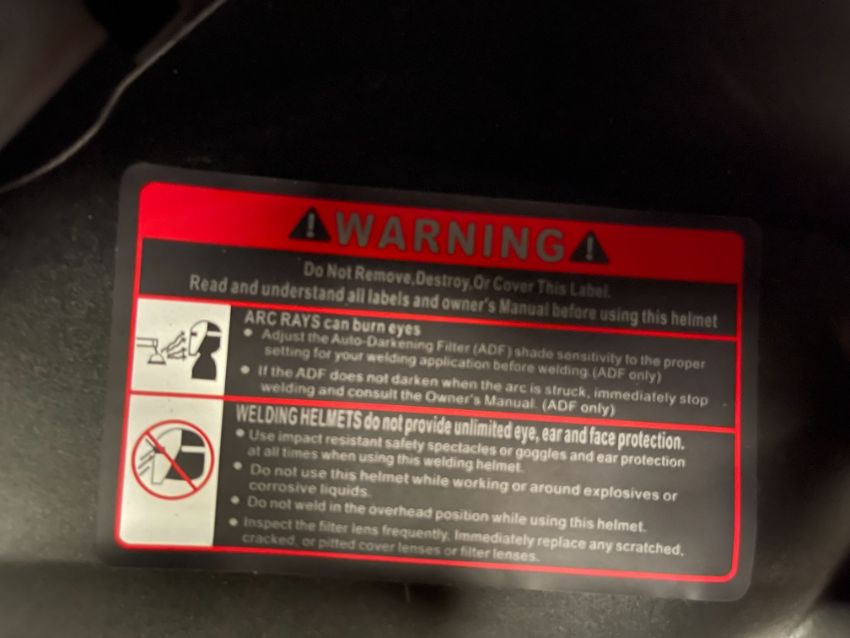 WARNING
Do Not Remove,Destroy,Or Cover This Label.
Read and understand all labels and owner's Manual before using this helmet
ARC RAYS can burn eyes
● Adjust the Auto-Darkening Filter (ADF) shade sensitivity to the proper
setting for your welding application before welding. (ADF only)
● If the ADF does not darken when the arc is struck, immediately stop
welding and consult the Owner's Manual. (ADF only)
WELDING HELMETS do not provide unlimited eye, ear and face protection.
● Use impact resistant safety spectacles or goggles and ear protection
at all times when using this welding helmet.
● Do not use this helmet while working or around explosives or
corrosive liquids.
● Do not weld in the overhead position while using this helmet.
● Inspect the filter lens frequently. Immediately replace any scratched,
cracked, or pitted cover lenses or filter lenses.